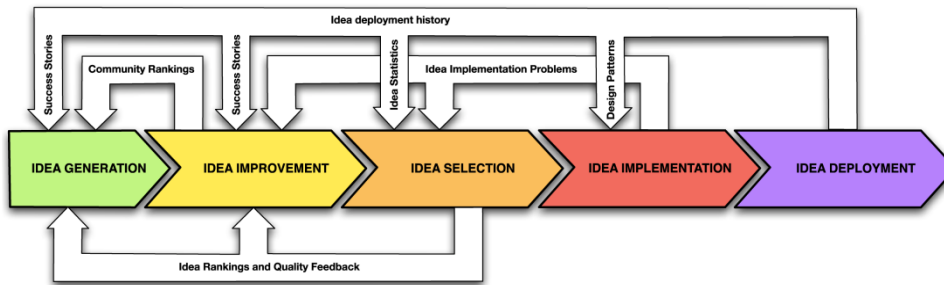 Idea deployment history
Success Stories
Community Rankings
Success Stories
Idea Statistics
Idea Implementation Problems
Design Patterns
IDEA GENERATION
IDEA IMPROVEMENT
IDEA SELECTION
IDEA IMPLEMENTATION
IDEA DEPLOYMENT
Idea Rankings and Quality Feedback